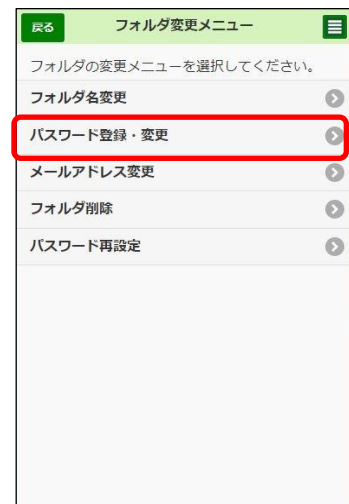 戻る フォルダ変更メニュー
フォルダの変更メニューを選択してください。
フォルダ名変更
パスワード登録・変更
メールアドレス変更
フォルダ削除
パスワード再設定